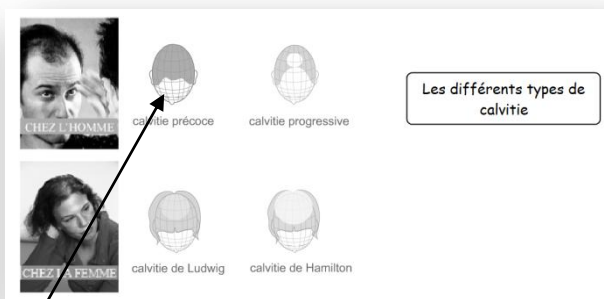 CHEZ L'HOMME
calvitie précoce
calvitie progressive
Les différents types de
calvitie
CHEZ LA FEMME
calvitie de Ludwig
calvitie de Hamilton